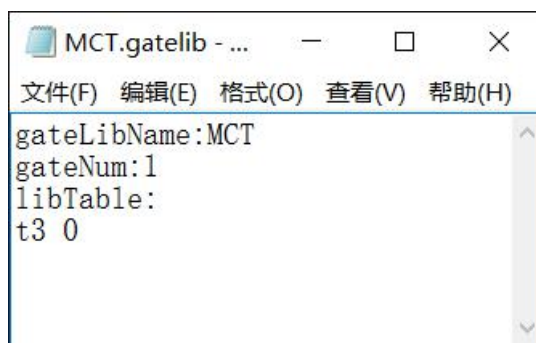 MCT.gatelib - ...
文件(F) 编辑(E) 格式(O) 查看(V) 帮助(H)
gateLibName:MCT
gateNum:1
libTable:
t3 0